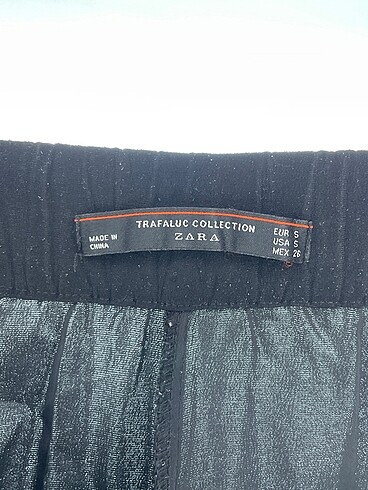 TRAFALUC COLLECTION
ZARA
MADE IN
CHINA
EUR S
USA S
MEX 26